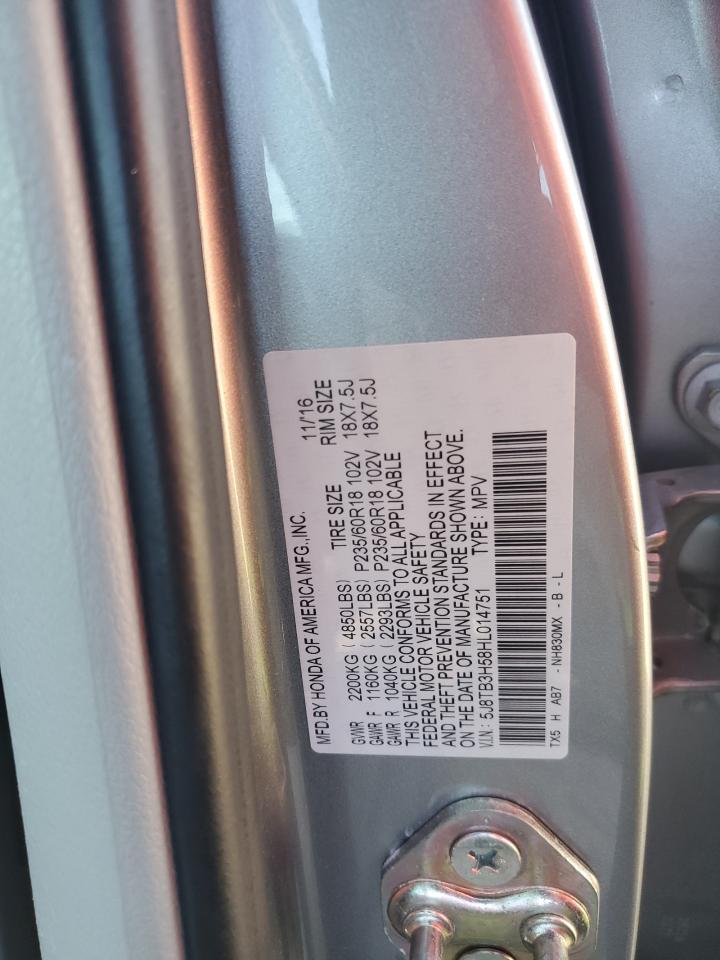 MFD.BY HONDA OF AMERICA MFG.,INC. 11/'16
TIRE SIZE RIM SIZE
GVWR 2200KG ( 4850LBS)
GAWR F 1160KG ( 2557LBS) P235/60R18 102V 18X7.5J
GAWR R 1040KG ( 2293LBS) P235/60R18 102V 18X7.5J
THIS VEHICLE CONFORMS TO ALL APPLICABLE
FEDERAL MOTOR VEHICLE SAFETY
AND THEFT PREVENTION STANDARDS IN EFFECT
ON THE DATE OF MANUFACTURE SHOWN ABOVE.
V.I.N : 5J8TB3H58HL014751 TYPE : MPV
TX5 H AB7 - NH830MX - B - L